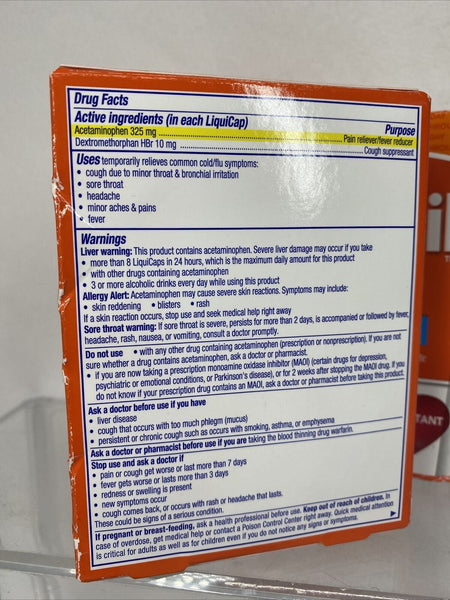 Drug Facts
Active ingredients (in each LiquiCap) Purpose
Acetaminophen 325 mg ........ Pain reliever/fever reducer
Dextromethorphan HBr 10 mg ........ Cough suppressant
Uses temporarily relieves common cold/flu symptoms:
• cough due to minor throat & bronchial irritation
• sore throat
• headache
• minor aches & pains
• fever
Warnings
Liver warning: This product contains acetaminophen. Severe liver damage may occur if you take
• more than 8 LiquiCaps in 24 hours, which is the maximum daily amount for this product
• with other drugs containing acetaminophen
• 3 or more alcoholic drinks every day while using this product
Allergy Alert: Acetaminophen may cause severe skin reactions. Symptoms may include:
• skin reddening • blisters • rash
If a skin reaction occurs, stop use and seek medical help right away
Sore throat warning: If sore throat is severe, persists for more than 2 days, is accompanied or followed by fever,
headache, rash, nausea, or vomiting, consult a doctor promptly.
Do not use • with any other drug containing acetaminophen (prescription or nonprescription). If you are not
sure whether a drug contains acetaminophen, ask a doctor or pharmacist.
• if you are now taking a prescription monoamine oxidase inhibitor (MAOI) (certain drugs for depression,
psychiatric or emotional conditions, or Parkinson's disease), or for 2 weeks after stopping the MAOI drug. If you
do not know if your prescription drug contains an MAOI, ask a doctor or pharmacist before taking this product.
Ask a doctor before use if you have
• liver disease
• cough that occurs with too much phlegm (mucus)
• persistent or chronic cough such as occurs with smoking, asthma, or emphysema
Ask a doctor or pharmacist before use if you are taking the blood thinning drug warfarin.
Stop use and ask a doctor if
• pain or cough get worse or last more than 7 days
• fever gets worse or lasts more than 3 days
• redness or swelling is present
• new symptoms occur
• cough comes back, or occurs with rash or headache that lasts.
These could be signs of a serious condition.
If pregnant or breast-feeding, ask a health professional before use. Keep out of reach of children. In
case of overdose, get medical help or contact a Poison Control Center right away. Quick medical attention
is critical for adults as well as for children even if you do not notice any signs or symptoms.